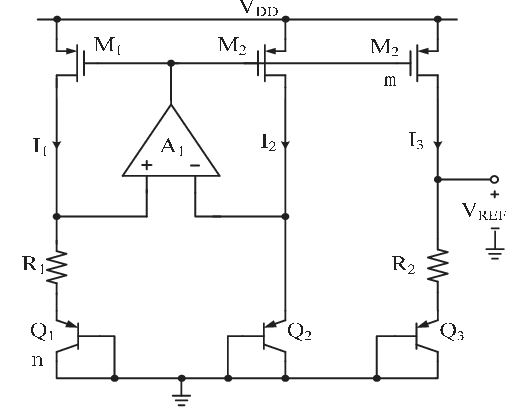 VDD
M1 M2 M2
m
I1 A1 I2 I3
+ -
+
VREF
-
R1 R2
Q1 Q2 Q3
n